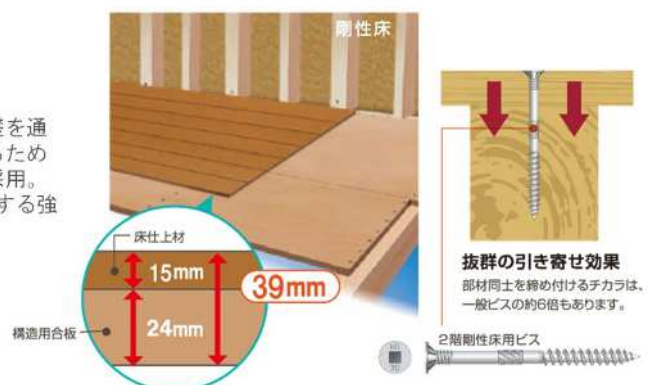 剛性床
を通
るため
採用。
する強
床仕上材
15mm
39mm
24mm
構造用合板
抜群の引き寄せ効果
部材同士を締め付けるチカラは、
一般ビスの約6倍もあります。
2階剛性床用ビス